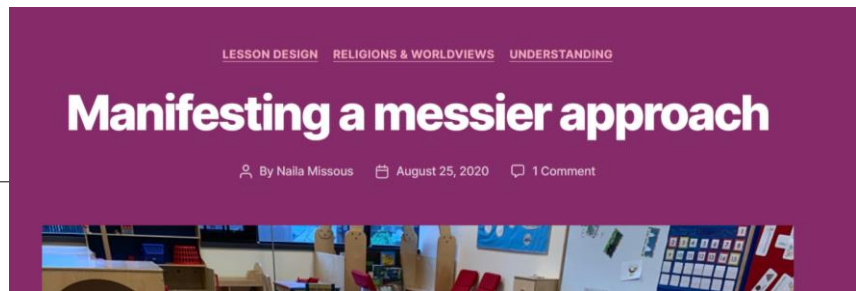 LESSON DESIGN RELIGIONS & WORLDVIEWS UNDERSTANDING
Manifesting a messier approach
By Naila Missous August 25, 2020 1 Comment